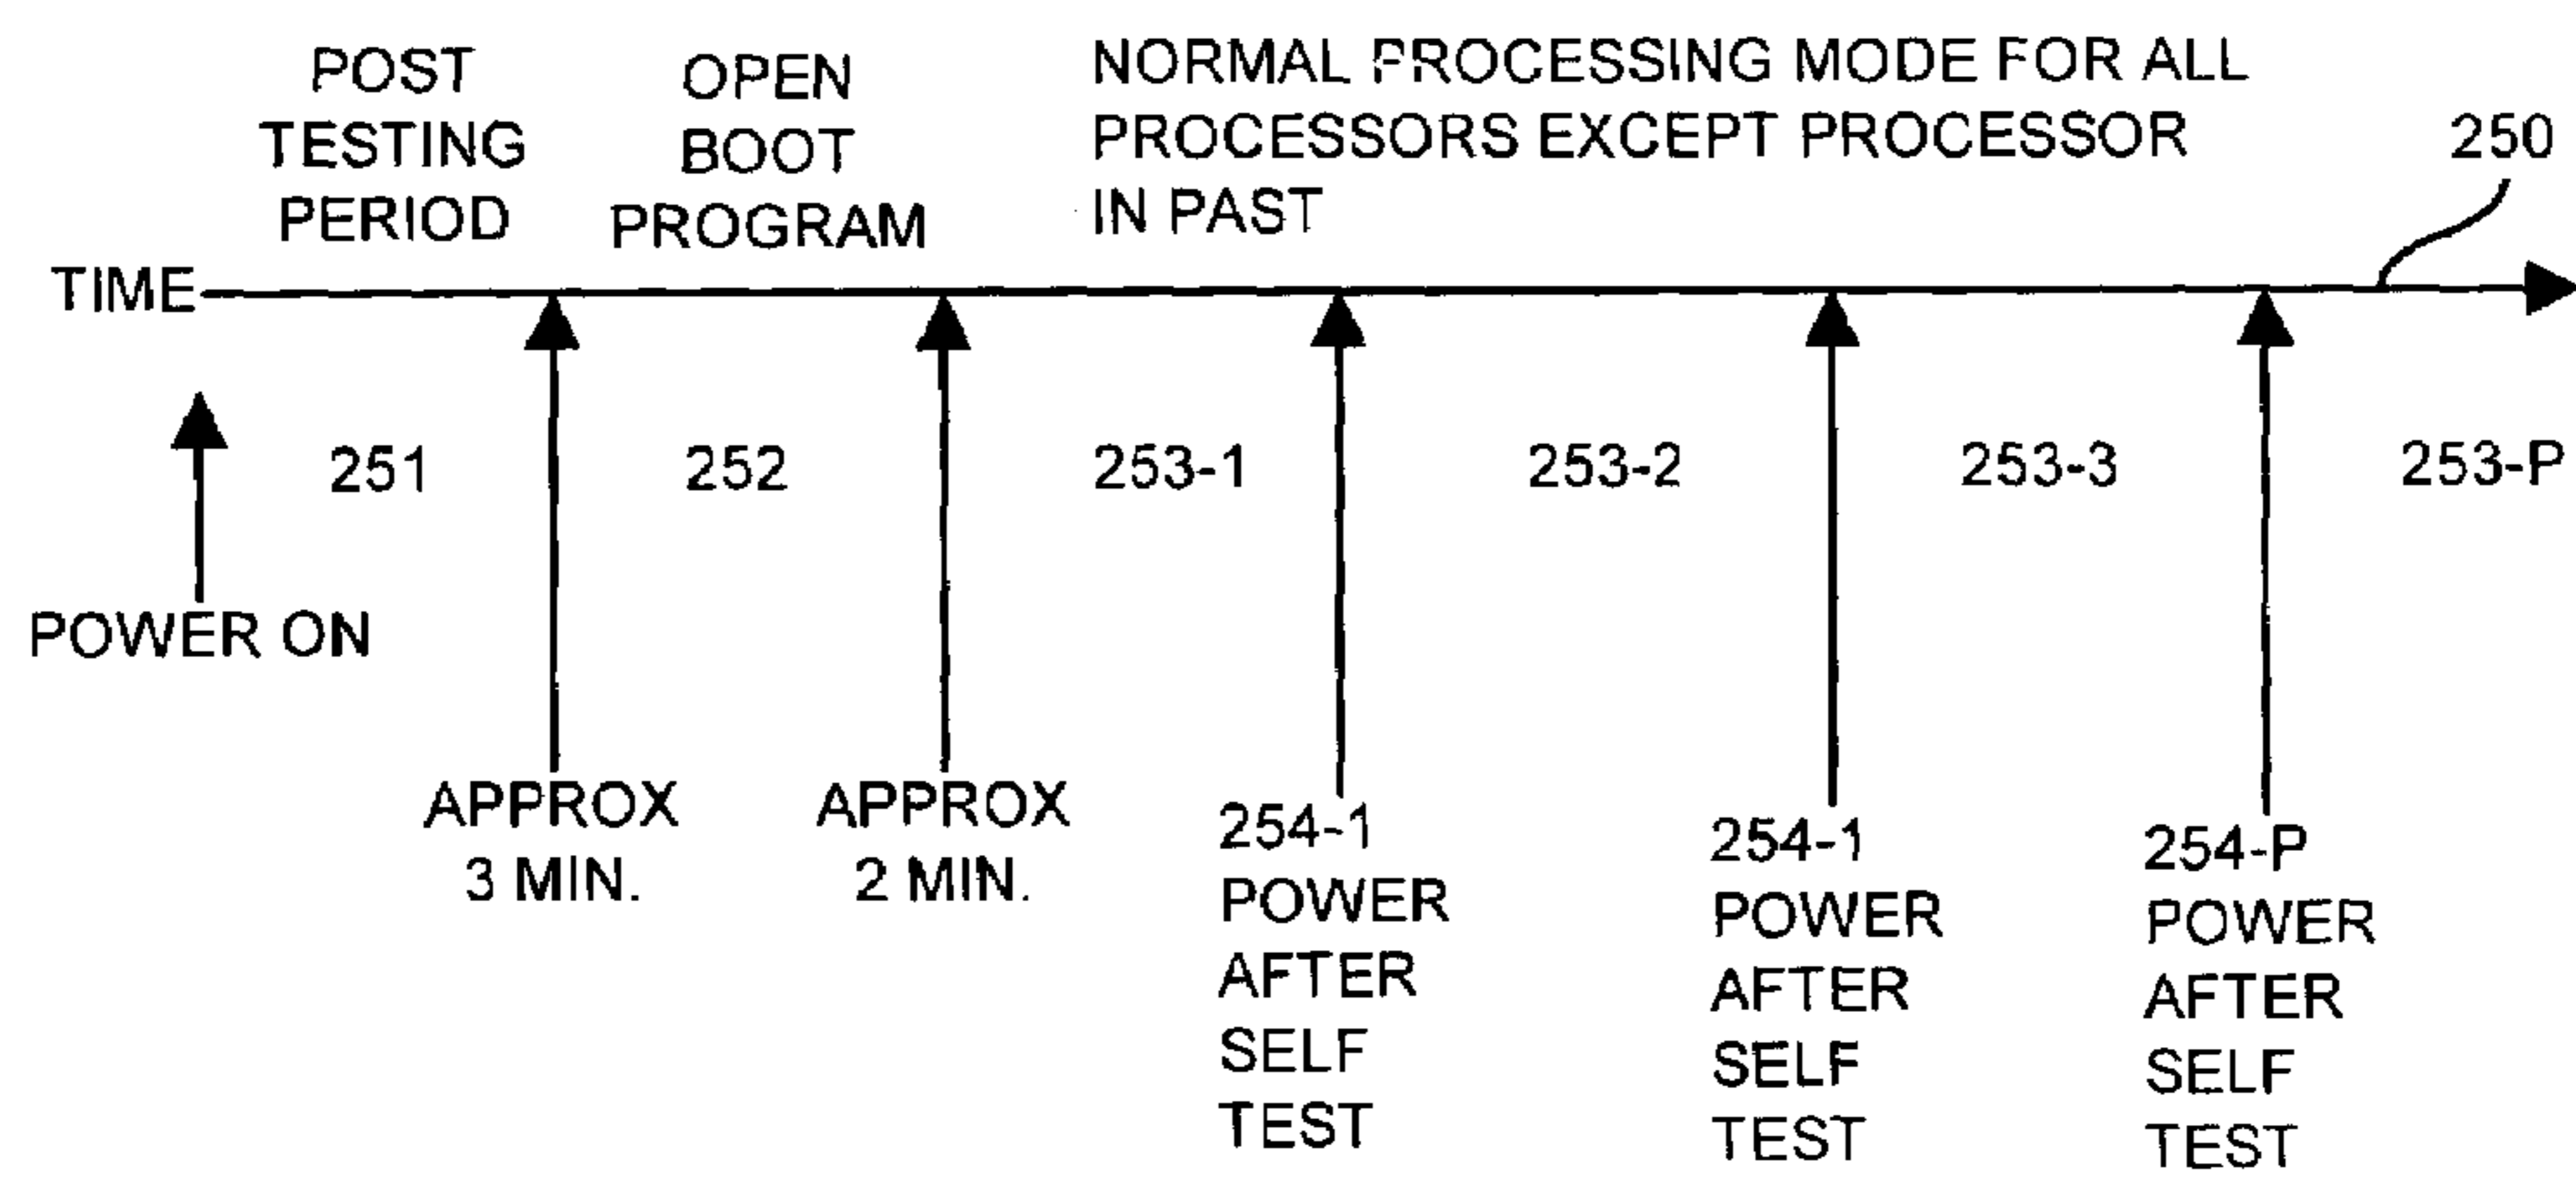 POST
TESTING
PERIOD
OPEN
BOOT
PROGRAM
NORMAL PROCESSING MODE FOR ALL
PROCESSORS EXCEPT PROCESSOR
IN PAST
250
TIME
251
252
253-1
253-2
253-3
253-P
POWER ON
APPROX
3 MIN.
APPROX
2 MIN.
254-1
POWER
AFTER
SELF
TEST
254-1
POWER
AFTER
SELF
TEST
254-P
POWER
AFTER
SELF
TEST